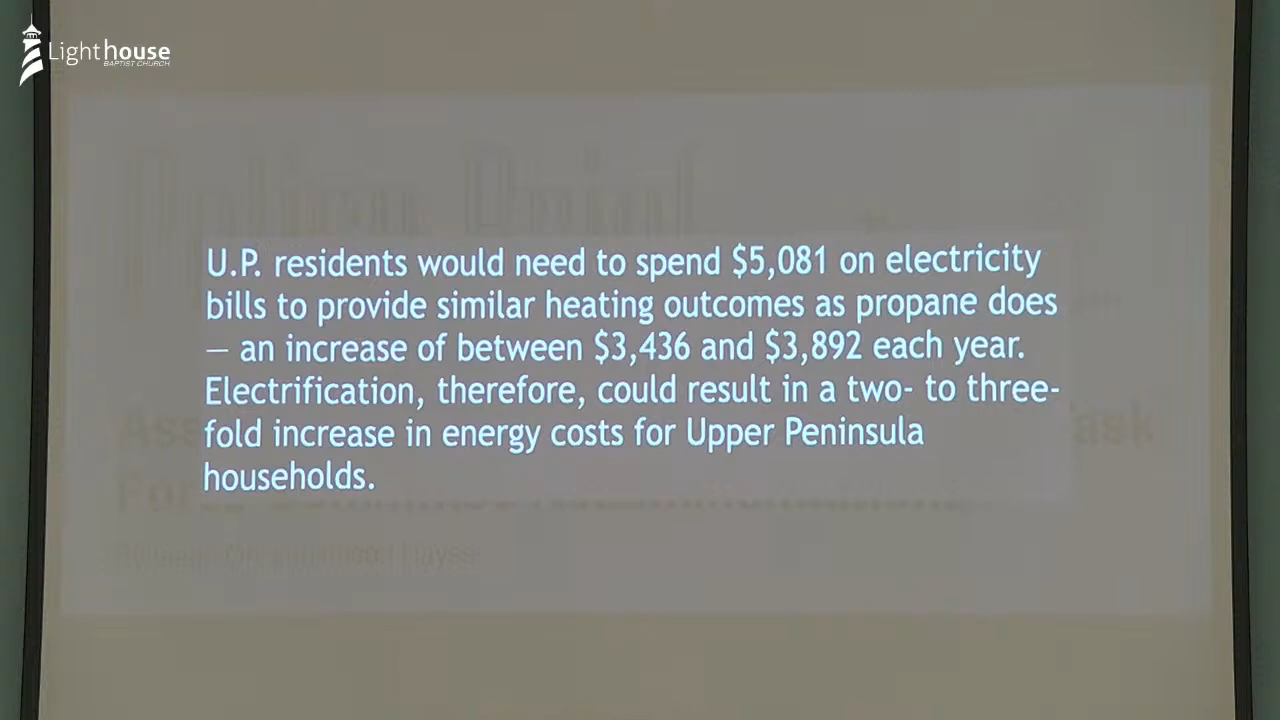 Lighthouse
BAPTIST CHURCH
U.P. residents would need to spend $5,081 on electricity
bills to provide similar heating outcomes as propane does
— an increase of between $3,436 and $3,892 each year.
Electrification, therefore, could result in a two- to three-
fold increase in energy costs for Upper Peninsula
households.